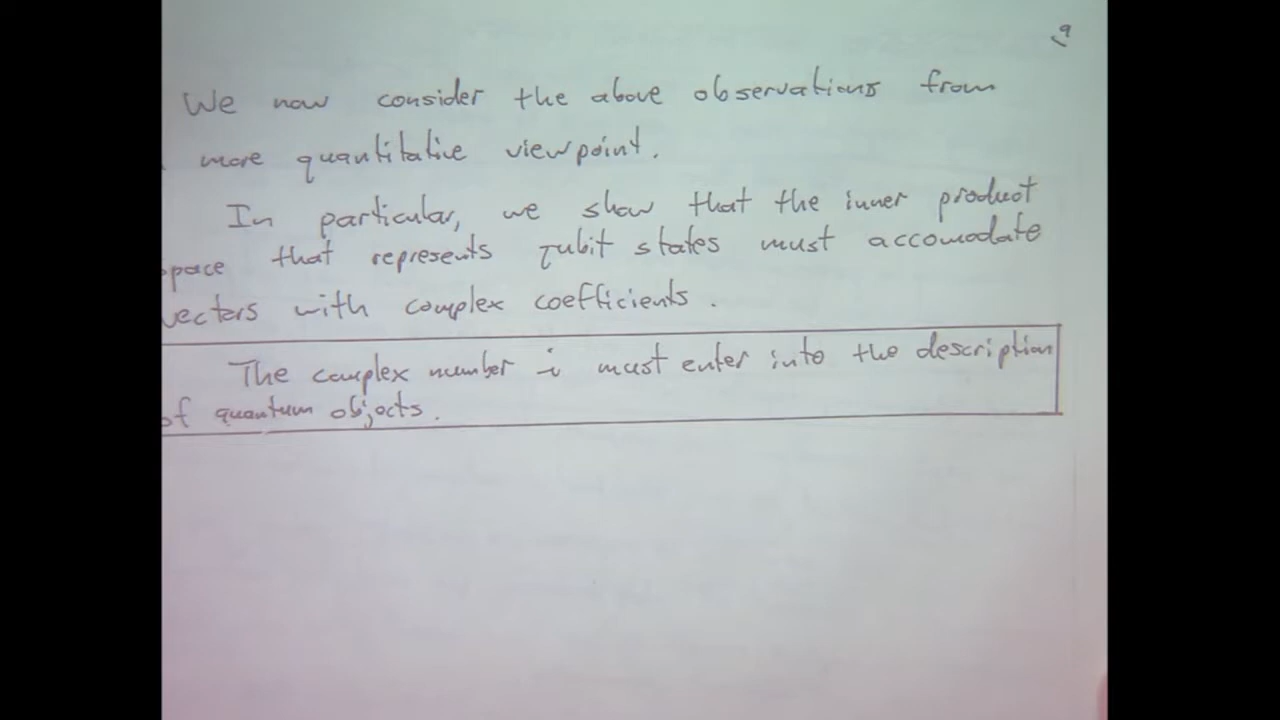 9
We now consider the above observations from
more quantitative viewpoint.
In particular, we show that the inner product
space that represents qubit states must accomodate
vectors with complex coefficients.
The complex number i must enter into the description
of quantum objects.